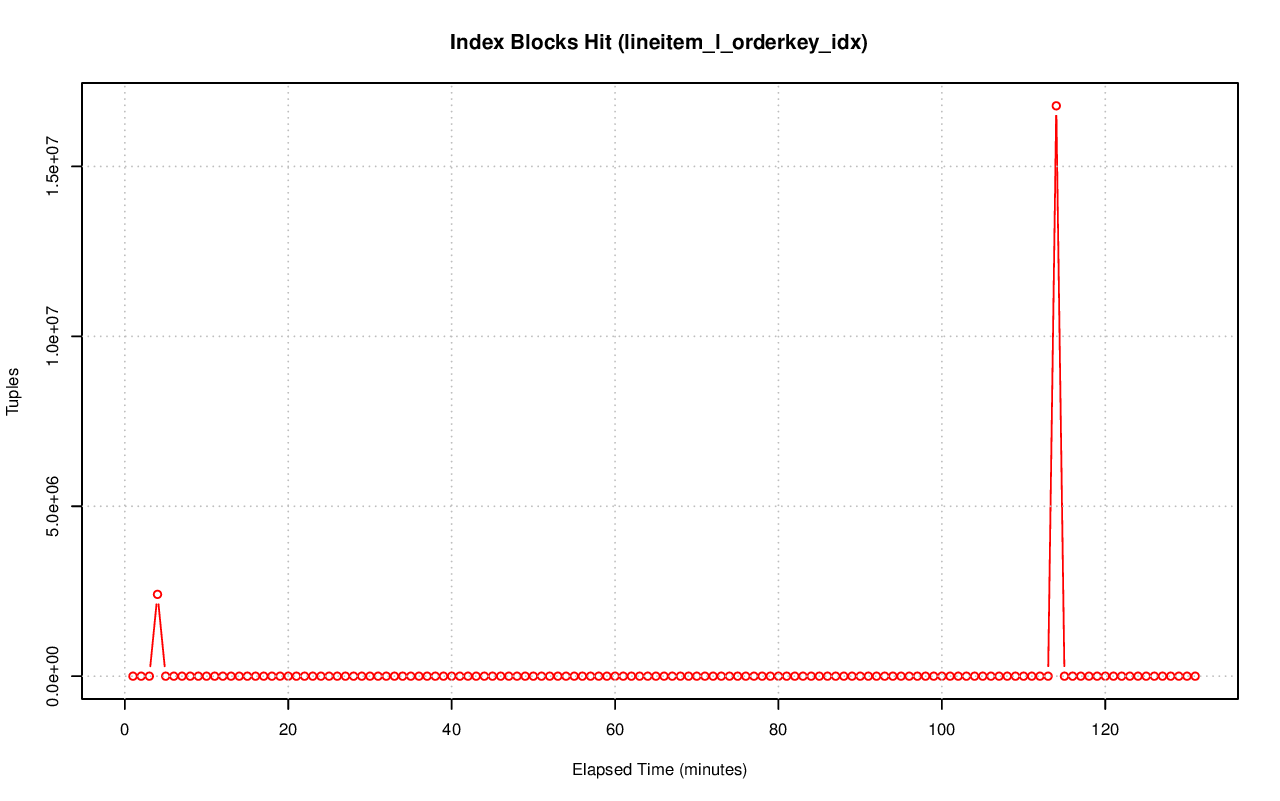 Index Blocks Hit (lineitem_l_orderkey_idx)
Tuples
1.5e+07
1.0e+07
5.0e+06
0.0e+00
0 20 40 60 80 100 120
Elapsed Time (minutes)